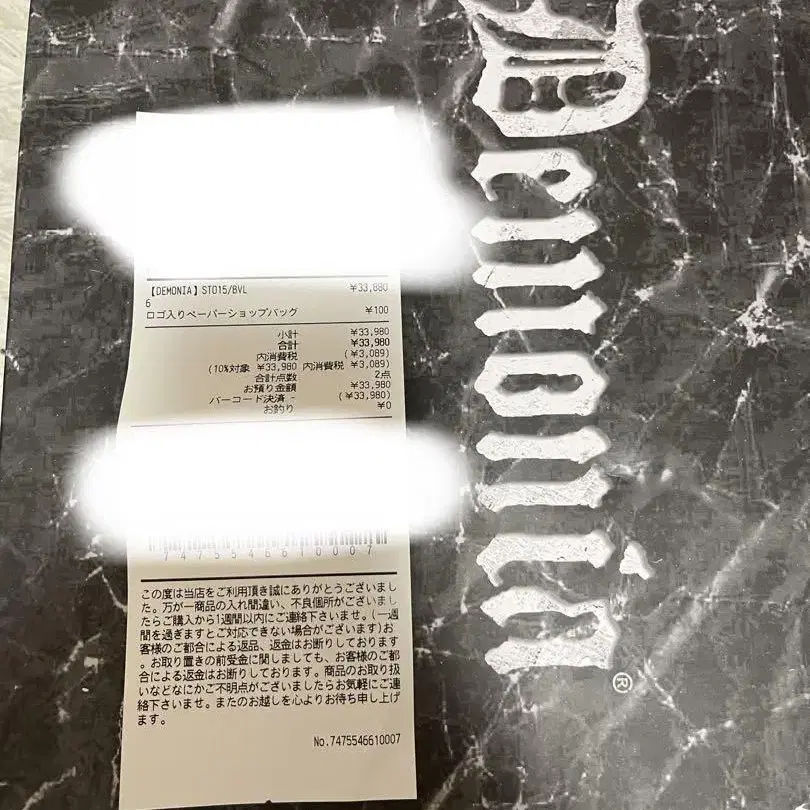 Demonia®
【DEMONIA】STO15/BVL ¥33,880
6
ロゴ入りペーパーショップバッグ ¥100
小計 ¥33,980
合計 ¥33,980
内消費税 (¥3,089)
(10%対象 ¥33,980 内消費税 ¥3,089)
合計点数 2点
お預り金額 ¥33,980
バーコード決済 - (¥33,980)
お釣り ¥0
7475546610007
この度は当店をご利用頂き誠にありがとうございまし
た。万が一商品の入れ間違い、不良個所がございまし
たらご購入から1週間以内にご連絡下さいませ。(一週
間を過ぎますとご対応できない場合がございます)お
客様のご都合による返品、返金はお断りしております
。お取り置きの前受金に関しましても、お客様のご都
合による返金はお断りしております。商品のお取り扱
いなどなにかご不明点がございましたらお気軽にご連
絡下さいませ。またのお越しを心よりお待ち申し上げ
ます。
No.7475546610007